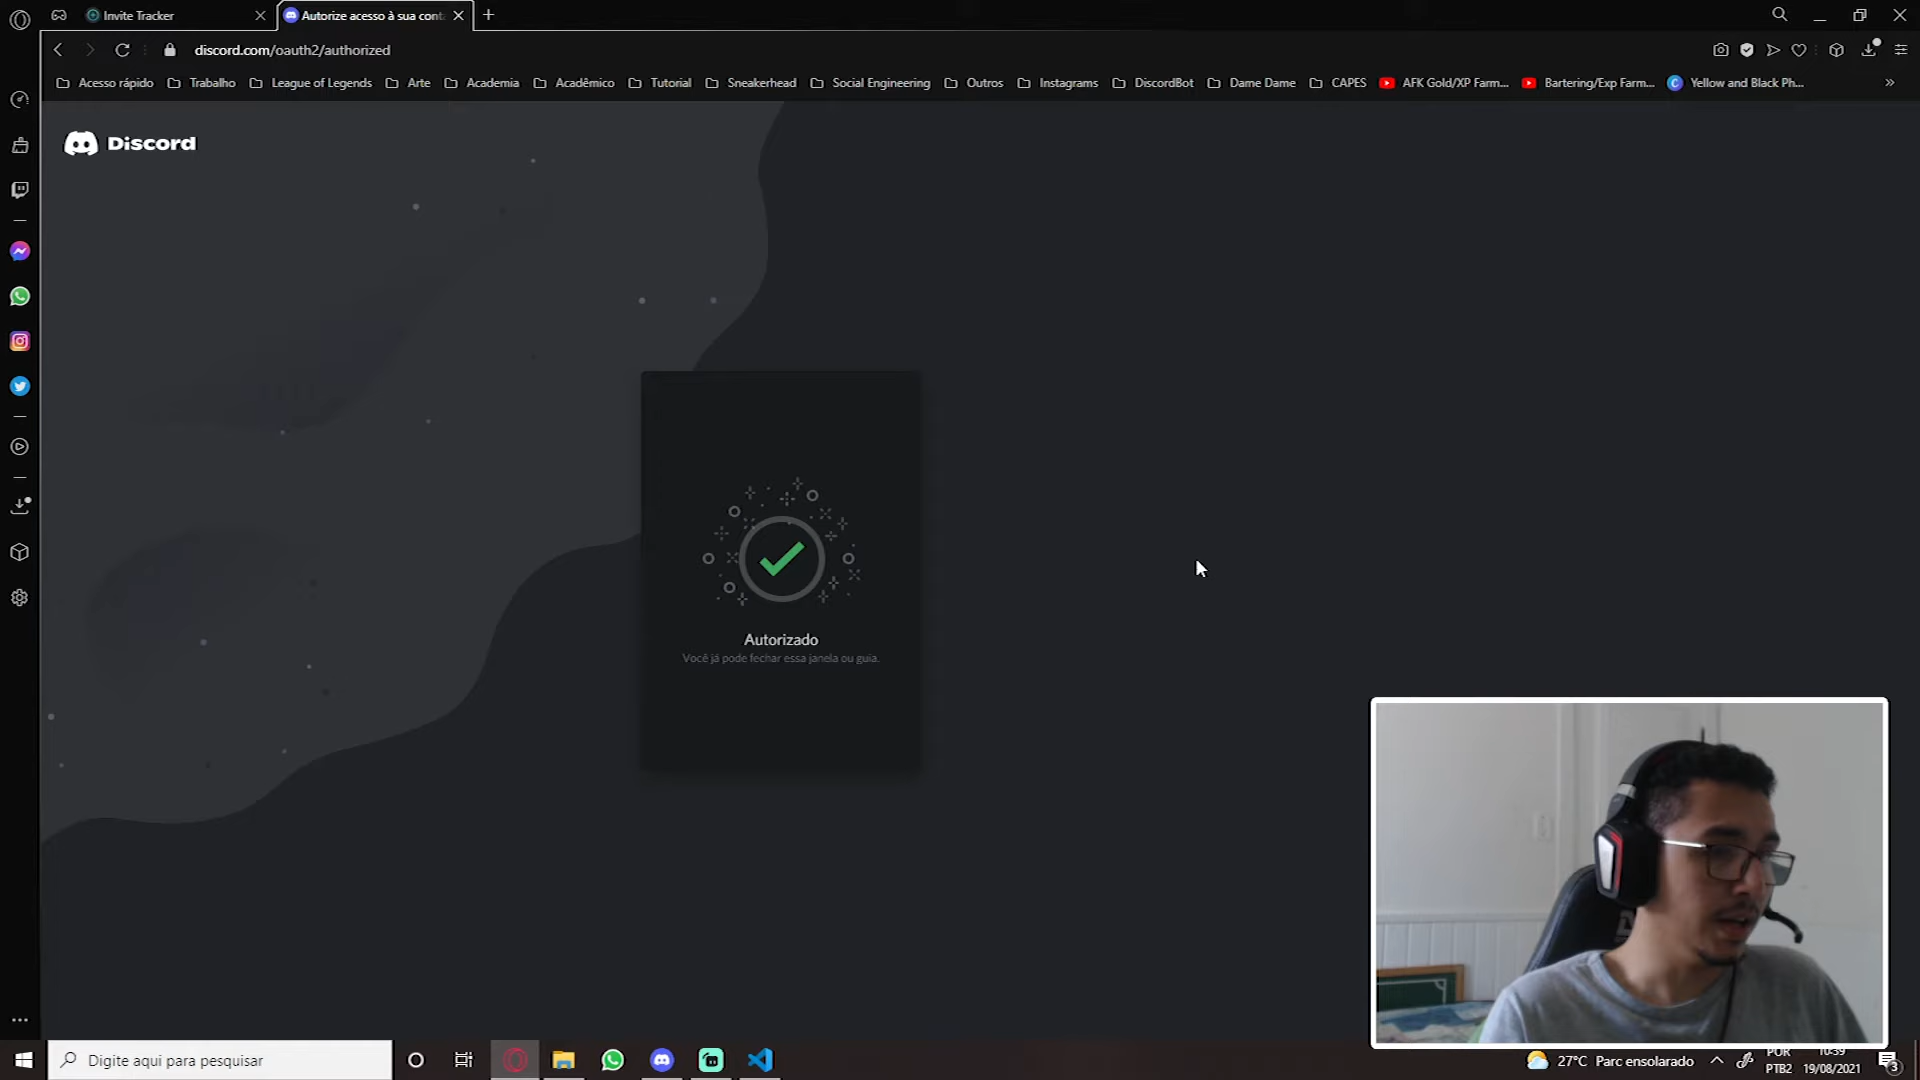 Invite Tracker
Autorize acesso à sua cont
discord.com/oauth2/authorized
Acesso rápido
Trabalho
League of Legends
Arte
Academia
Acadêmico
Tutorial
Sneakerhead
Social Engineering
Outros
Instagrams
DiscordBot
Dame Dame
CAPES
AFK Gold/XP Farm...
Bartering/Exp Farm...
Yellow and Black Ph...
Discord
Autorizado
Você já pode fechar essa janela ou guia.
Digite aqui para pesquisar
27°C Parc ensolarado
POR
PTB2
10:39
19/08/2021
3